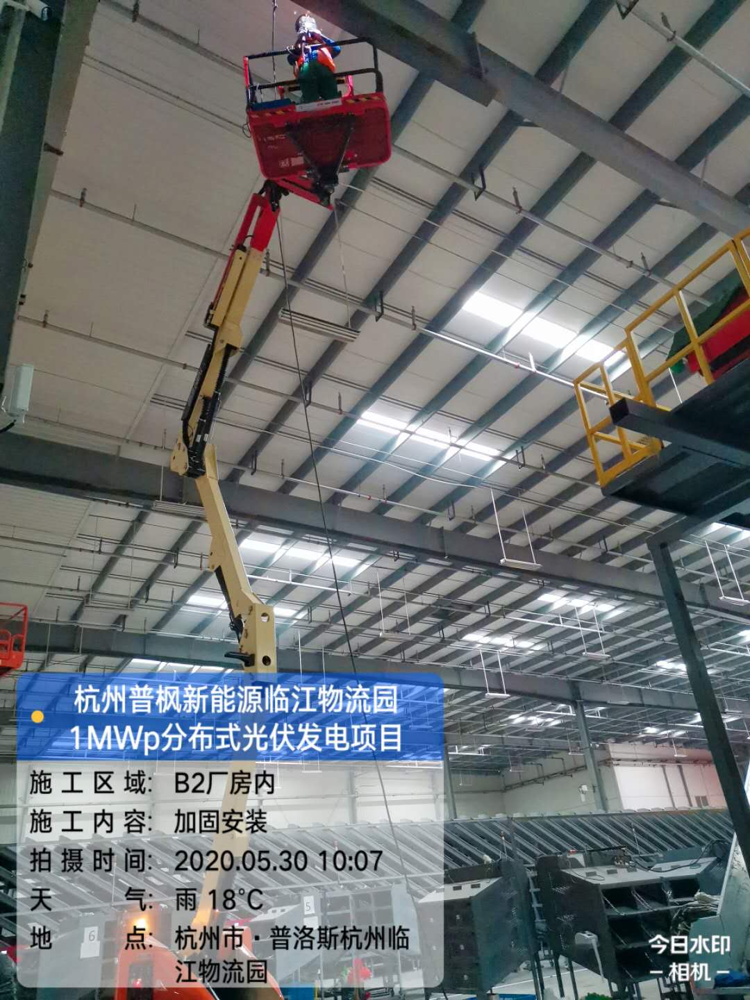 杭州普枫新能源临江物流园
1MWp分布式光伏发电项目
施工区域: B2厂房内
施工内容: 加固安装
拍摄时间: 2020.05.30 10:07
天气: 雨 18℃
地点: 杭州市·普洛斯杭州临
江物流园
5
6
今日水印
-相机-